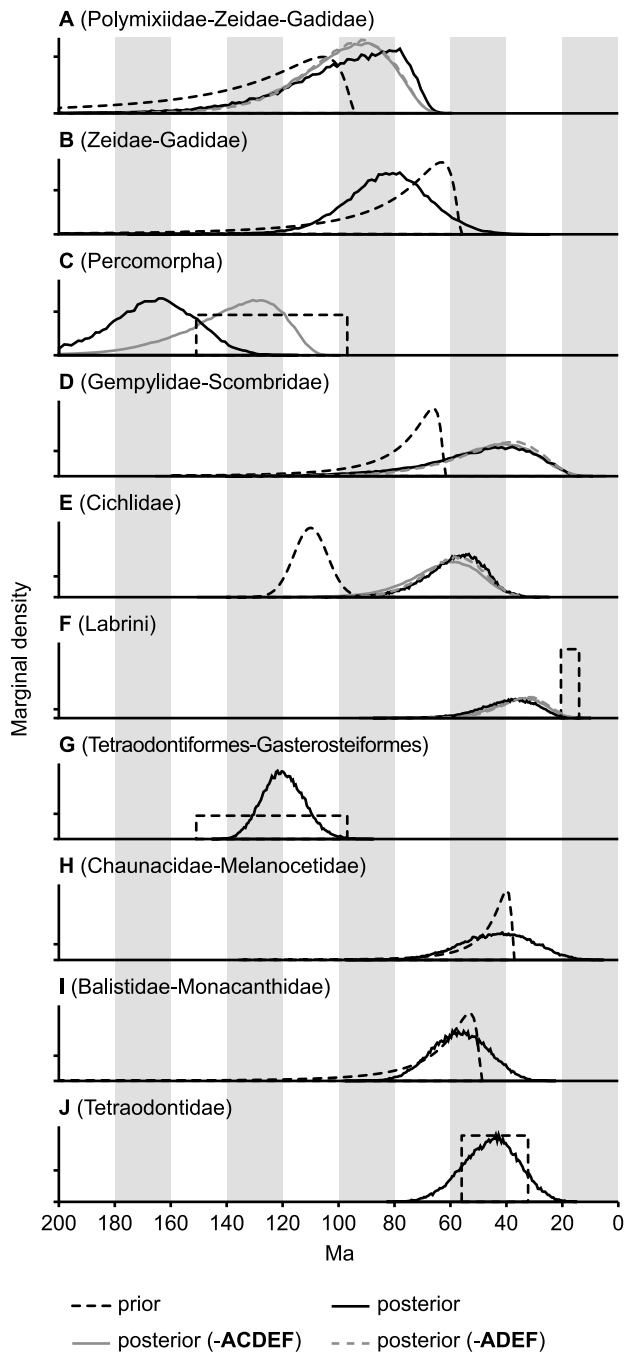 A (Polymixiidae-Zeidae-Gadidae)
B (Zeidae-Gadidae)
C (Percomorpha)
D (Gempylidae-Scombridae)
E (Cichlidae)
F (Labrini)
G (Tetraodontiformes-Gasterosteiformes)
H (Chaunacidae-Melanocetidae)
I (Balistidae-Monacanthidae)
J (Tetraodontidae)
Marginal density
200 180 160 140 120 100 80 60 40 20 0
Ma
prior posterior
posterior (-ACDEF) posterior (-ADEF)